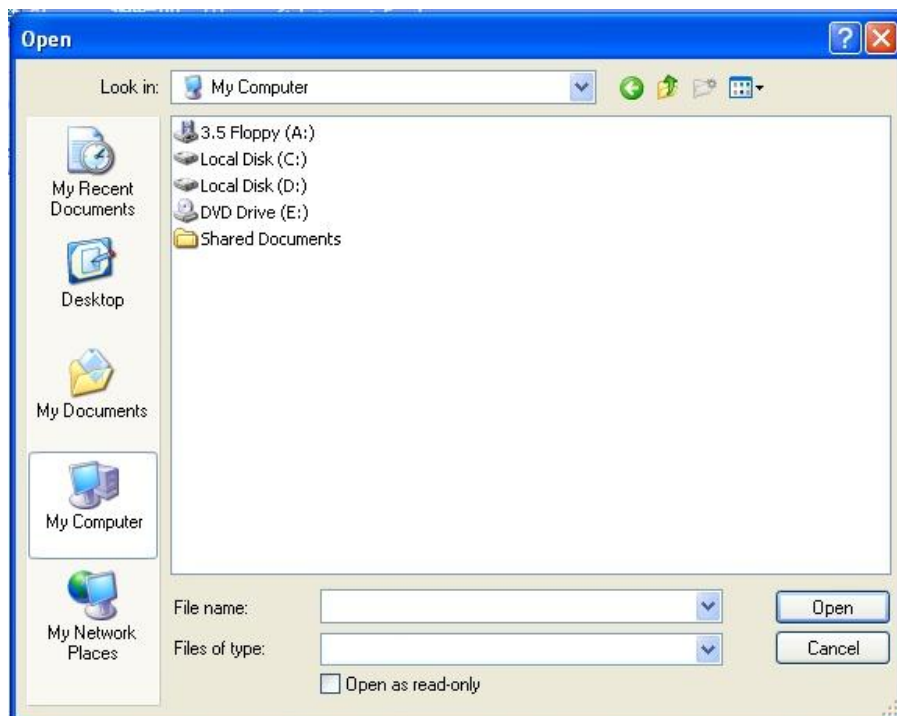 Open
Look in:
My Computer
3.5 Floppy (A:)
Local Disk (C:)
Local Disk (D:)
DVD Drive (E:)
Shared Documents
My Recent
Documents
Desktop
My Documents
My Computer
My Network
Places
File name:
Open
Files of type:
Cancel
Open as read-only